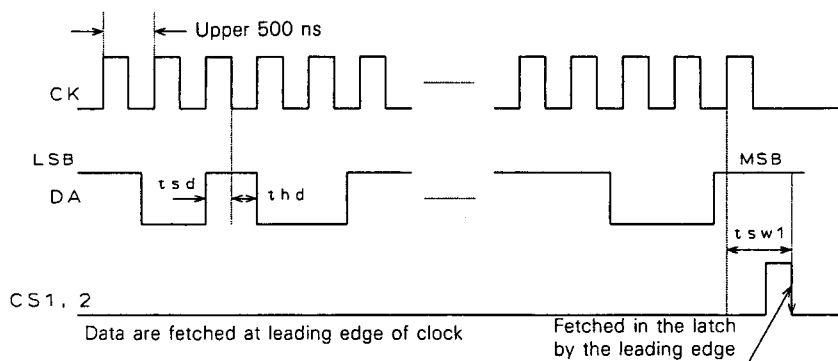 Upper 500 ns
CK
LSB
MSB
DA
tsd
thd
tsw1
CS1, 2
Data are fetched at leading edge of clock
Fetched in the latch
by the leading edge